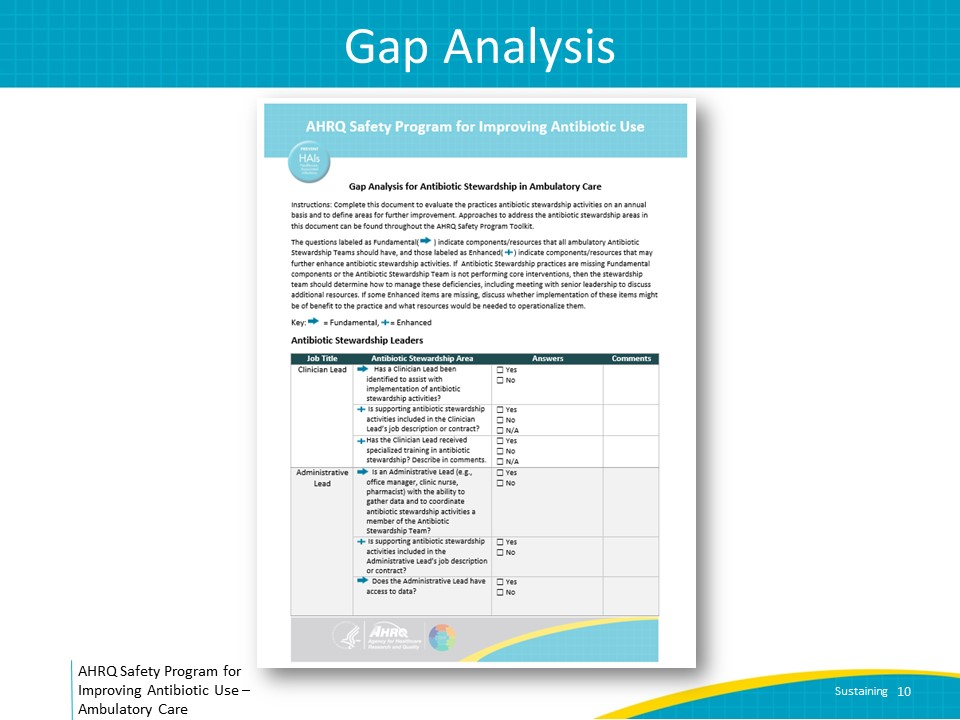 Gap Analysis
AHRQ Safety Program for Improving Antibiotic Use
HAIs
Gap Analysis for Antibiotic Stewardship in Ambulatory Care
Instructions: Complete this document to evaluate the practices antibiotic stewardship activities on an annual
basis and to define areas for further improvement. Approaches to address the antibiotic stewardship areas in
this document can be found throughout the AHRQ Safety Program Toolkit.
The questions labeled as Fundamental( ) indicate components/resources that all ambulatory Antibiotic
Stewardship Teams should have, and those labeled as Enhanced( ) indicate components/resources that may
further enhance antibiotic stewardship activities. If Antibiotic Stewardship practices are missing Fundamental
components or the Antibiotic Stewardship Team is not performing core interventions, then the stewardship
team should determine how to manage these deficiencies, including meeting with senior leadership to discuss
additional resources. If some Enhanced items are missing, discuss whether implementation of these items might
be of benefit to the practice and what resources would be needed to operationalize them.
Key: = Fundamental, = Enhanced
Antibiotic Stewardship Leaders
Job Title Antibiotic Stewardship Area Answers Comments
Clinician Lead
Has a Clinician Lead been
identified to assist with
implementation of antibiotic
stewardship activities?
☐ Yes
☐ No
Is supporting antibiotic stewardship
activities included in the Clinician
Lead's job description or contract?
☐ Yes
☐ No
☐ N/A
Has the Clinician Lead received
specialized training in antibiotic
stewardship? Describe in comments.
☐ Yes
☐ No
☐ N/A
Administrative
Lead
Is an Administrative Lead (e.g.,
office manager, clinic nurse,
pharmacist) with the ability to
gather data and to coordinate
antibiotic stewardship activities a
member of the Antibiotic
Stewardship Team?
☐ Yes
☐ No
Is supporting antibiotic stewardship
activities included in the
Administrative Lead's job description
or contract?
☐ Yes
☐ No
Does the Administrative Lead have
access to data?
☐ Yes
☐ No
AHRQ
Agency for Healthcare
Research and Quality
AHRQ Safety Program for
Improving Antibiotic Use –
Ambulatory Care
Sustaining 10